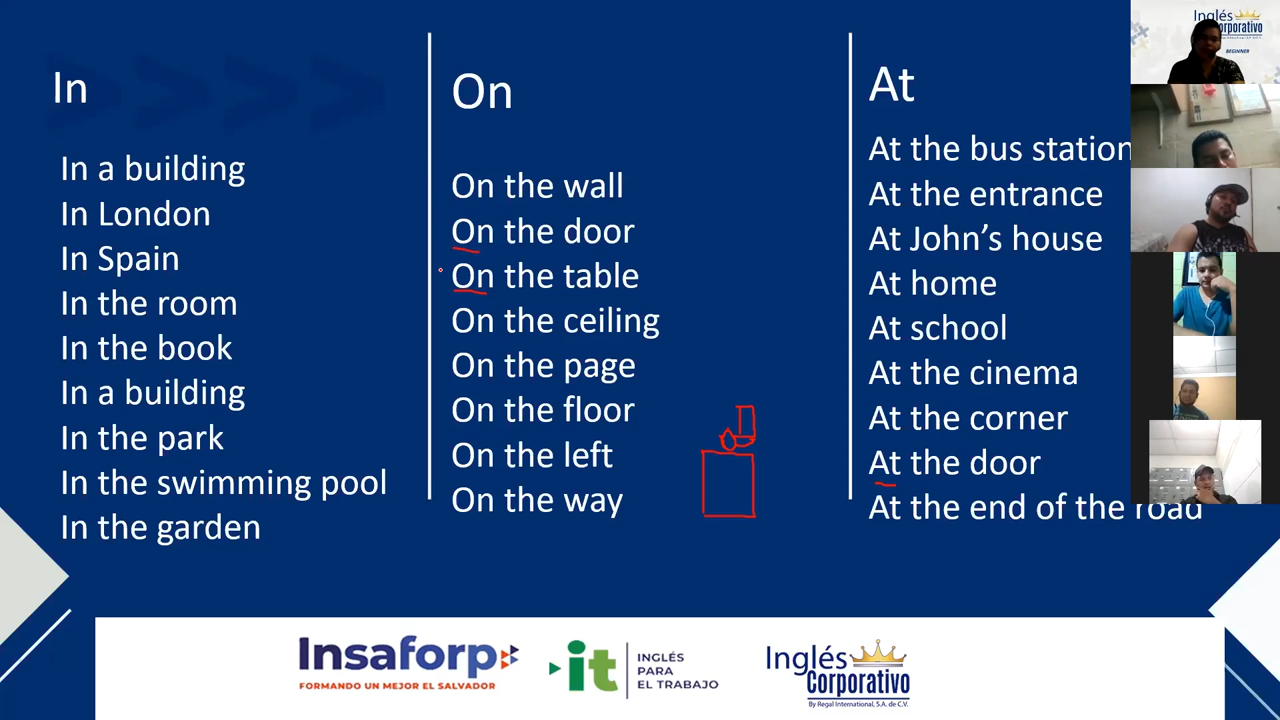 In
In a building
In London
In Spain
In the room
In the book
In a building
In the park
In the swimming pool
In the garden
On
On the wall
On the door
On the table
On the ceiling
On the page
On the floor
On the left
On the way
At
At the bus station
At the entrance
At John’s house
At home
At school
At the cinema
At the corner
At the door
At the end of the road
Inglés
Corporativo
BEGINNER
Insaforp
FORMANDO UN MEJOR EL SALVADOR
it
INGLÉS
PARA
EL TRABAJO
Inglés
Corporativo
By Regal International, S.A. de C.V.